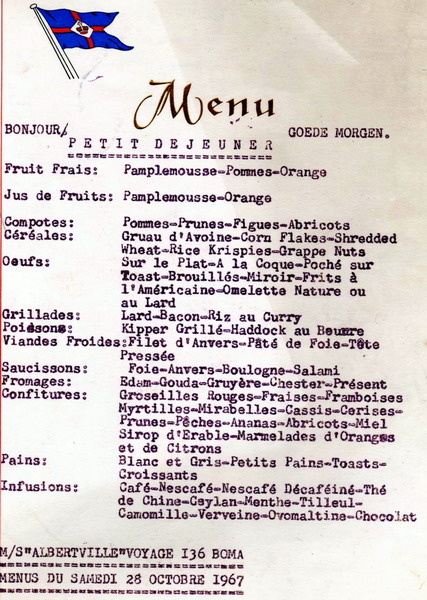 Menu
BONJOUR/ GOEDE MORGEN.
PETIT DEJEUNER
Fruit Frais: Pamplemousse-Pommes-Orange
Jus de Fruits: Pamplemousse-Orange
Compotes: Pommes-Prunes-Figues-Abricots
Céréales: Gruau d'Avoine-Corn Flakes-Shredded
Wheat-Rice Krispies-Grappe Nuts
Oeufs: Sur le Plat-A la Coque-Poché sur
Toast-Brouillés-Miroir-Frits à
l'Américaine-Omelette Nature ou
au Lard
Grillades: Lard-Bacon-Riz au Curry
Poissons: Kipper Grillé-Haddock au Beurre
Viandes Froides:Filet d'Anvers-Pâté de Foie-Tête
Pressée
Saucissons: Foie-Anvers-Boulogne-Salami
Fromages: Edam-Gouda-Gruyère-Chester-Présent
Confitures: Groseilles Rouges-Fraises-Framboises
Myrtilles-Mirabelles-Cassis-Cerises-
Prunes-Pêches-Ananas-Abricots-Miel
Sirop d'Erable-Marmelades d'Oranges
et de Citrons
Pains: Blanc et Gris-Petits Pains-Toasts-
Croissants
Infusions: Café-Nescafé-Nescafé Décaféiné-Thé
de Chine-Ceylan-Menthe-Tilleul-
Camomille-Verveine-Ovomaltine-Chocolat
M/S"ALBERTVILLE"VOYAGE I36 BOMA
MENUS DU SAMEDI 28 OCTOBRE 1967